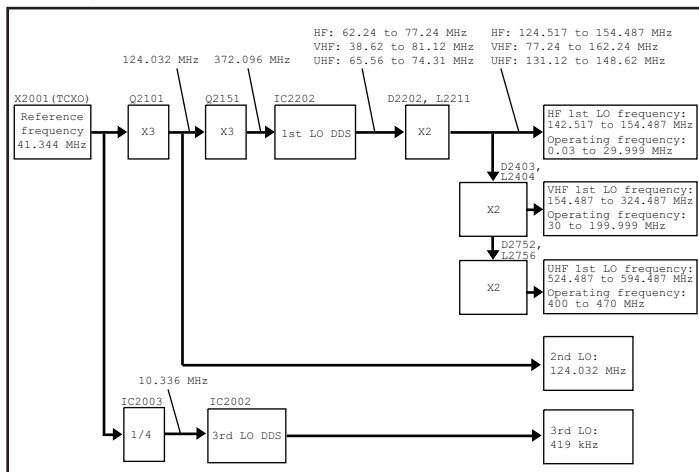 HF: 62.24 to 77.24 MHz
VHF: 38.62 to 81.12 MHz
UHF: 65.56 to 74.31 MHz
HF: 124.517 to 154.487 MHz
VHF: 77.24 to 162.24 MHz
UHF: 131.12 to 148.62 MHz
124.032 MHz
372.096 MHz
X2001(TCXO)
Reference
frequency
41.344 MHz
Q2101
X3
Q2151
X3
IC2202
1st LO DDS
D2202, L2211
X2
HF 1st LO frequency:
142.517 to 154.487 MHz
Operating frequency:
0.03 to 29.999 MHz
D2403,
L2404
X2
VHF 1st LO frequency:
154.487 to 324.487 MHz
Operating frequency:
30 to 199.999 MHz
D2752,
L2756
X2
UHF 1st LO frequency:
524.487 to 594.487 MHz
Operating frequency:
400 to 470 MHz
2nd LO:
124.032 MHz
10.336 MHz
IC2003
1/4
IC2002
3rd LO DDS
3rd LO:
419 kHz